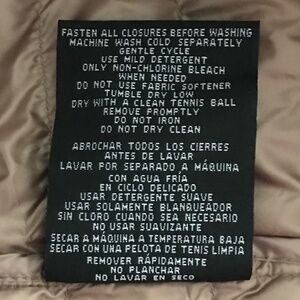 FASTEN ALL CLOSURES BEFORE WASHING
MACHINE WASH COLD SEPARATELY
GENTLE CYCLE
USE MILD DETERGENT
ONLY NON-CHLORINE BLEACH
WHEN NEEDED
DO NOT USE FABRIC SOFTENER
TUMBLE DRY LOW
DRY WITH A CLEAN TENNIS BALL
REMOVE PROMPTLY
DO NOT IRON
DO NOT DRY CLEAN
ABROCHAR TODOS LOS CIERRES
ANTES DE LAVAR
LAVAR POR SEPARADO A MÁQUINA
CON AGUA FRÍA
EN CICLO DELICADO
USAR DETERGENTE SUAVE
USAR SOLAMENTE BLANQUEADOR
SIN CLORO CUANDO SEA NECESARIO
NO USAR SUAVIZANTE
SECAR A MÁQUINA A TEMPERATURA BAJA
SECAR CON UNA PELOTA DE TENIS LIMPIA
REMOVER RÁPIDAMENTE
NO PLANCHAR
NO LAVAR EN SECO